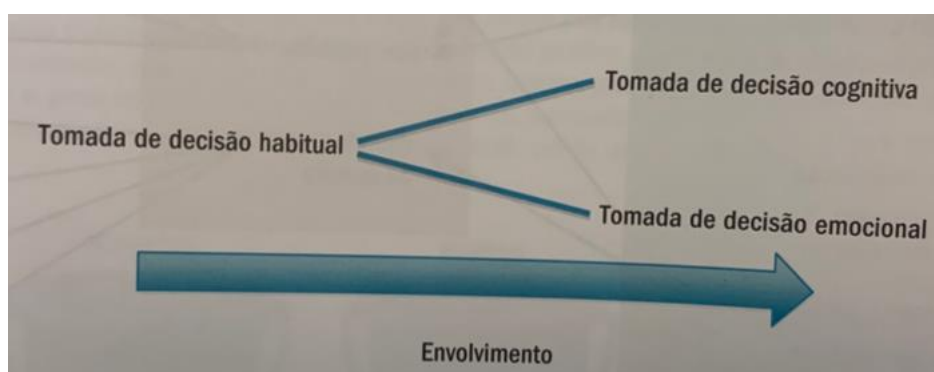 Tomada de decisão cognitiva
Tomada de decisão habitual
Tomada de decisão emocional
Envolvimento